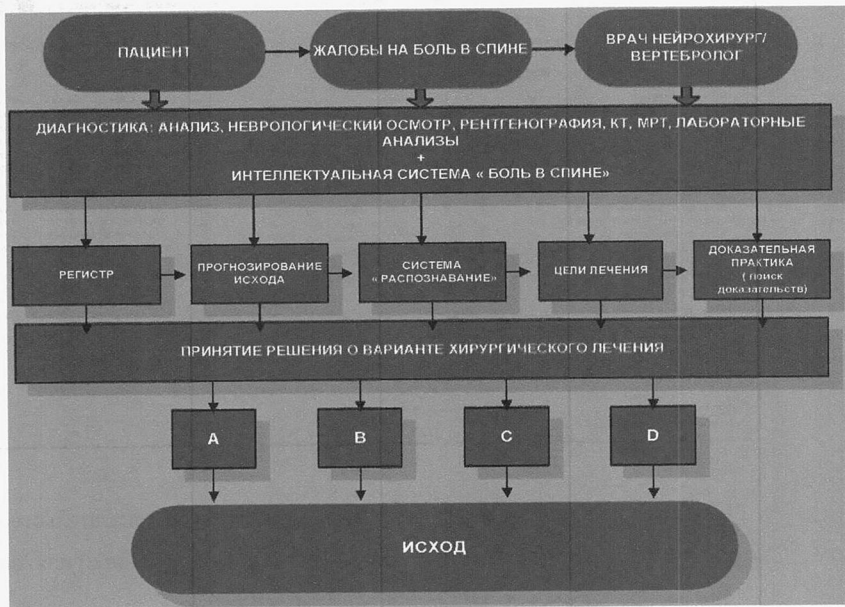 ПАЦИЕНТ
ЖАЛОБЫ НА БОЛЬ В СПИНЕ
ВРАЧ НЕЙРОХИРУРГ/
ВЕРТЕБРОЛОГ
ДИАГНОСТИКА: АНАЛИЗ, НЕВРОЛОГИЧЕСКИЙ ОСМОТР, РЕНТГЕНОГРАФИЯ, КТ, МРТ, ЛАБОРАТОРНЫЕ
АНАЛИЗЫ
+
ИНТЕЛЛЕКТУАЛЬНАЯ СИСТЕМА « БОЛЬ В СПИНЕ»
РЕГИСТР
ПРОГНОЗИРОВАНИЕ
ИСХОДА
СИСТЕМА
«РАСПОЗНАВАНИЕ»
ЦЕЛИ ЛЕЧЕНИЯ
ДОКАЗАТЕЛЬНАЯ
ПРАКТИКА
( поиск
доказательств)
ПРИНЯТИЕ РЕШЕНИЯ О ВАРИАНТЕ ХИРУРГИЧЕСКОГО ЛЕЧЕНИЯ
A
B
C
D
ИСХОД